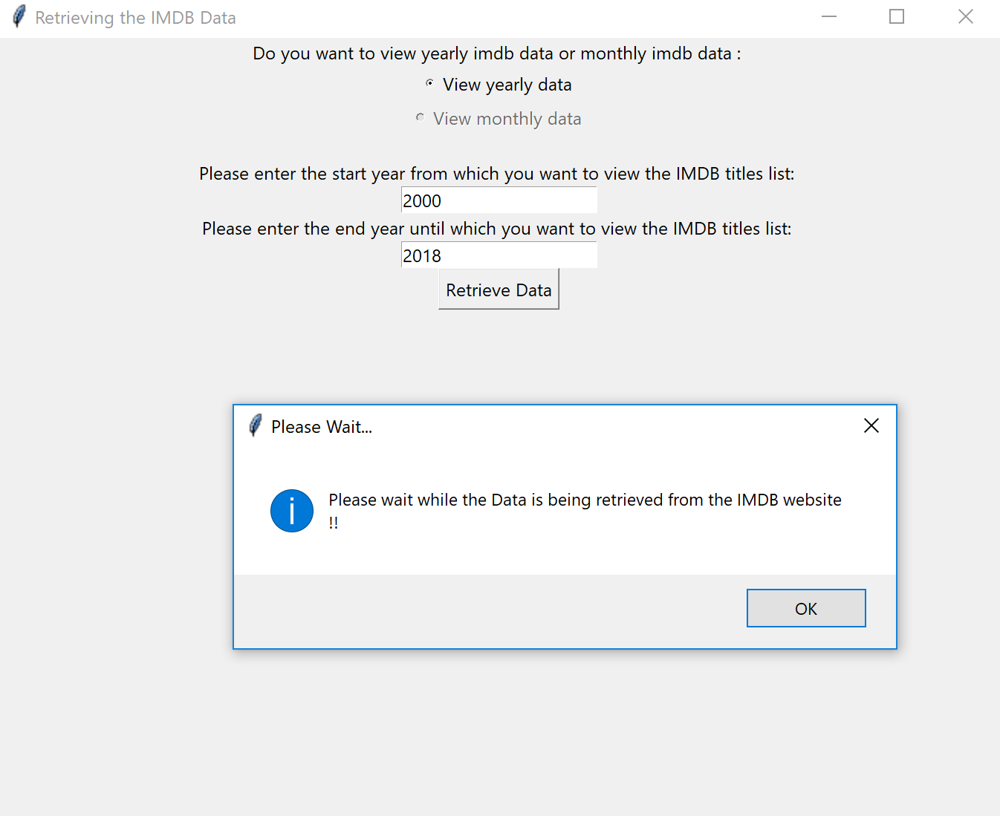 Retrieving the IMDB Data
Do you want to view yearly imdb data or monthly imdb data :
View yearly data
View monthly data
Please enter the start year from which you want to view the IMDB titles list:
2000
Please enter the end year until which you want to view the IMDB titles list:
2018
Retrieve Data
Please Wait...
Please wait while the Data is being retrieved from the IMDB website
!!
OK